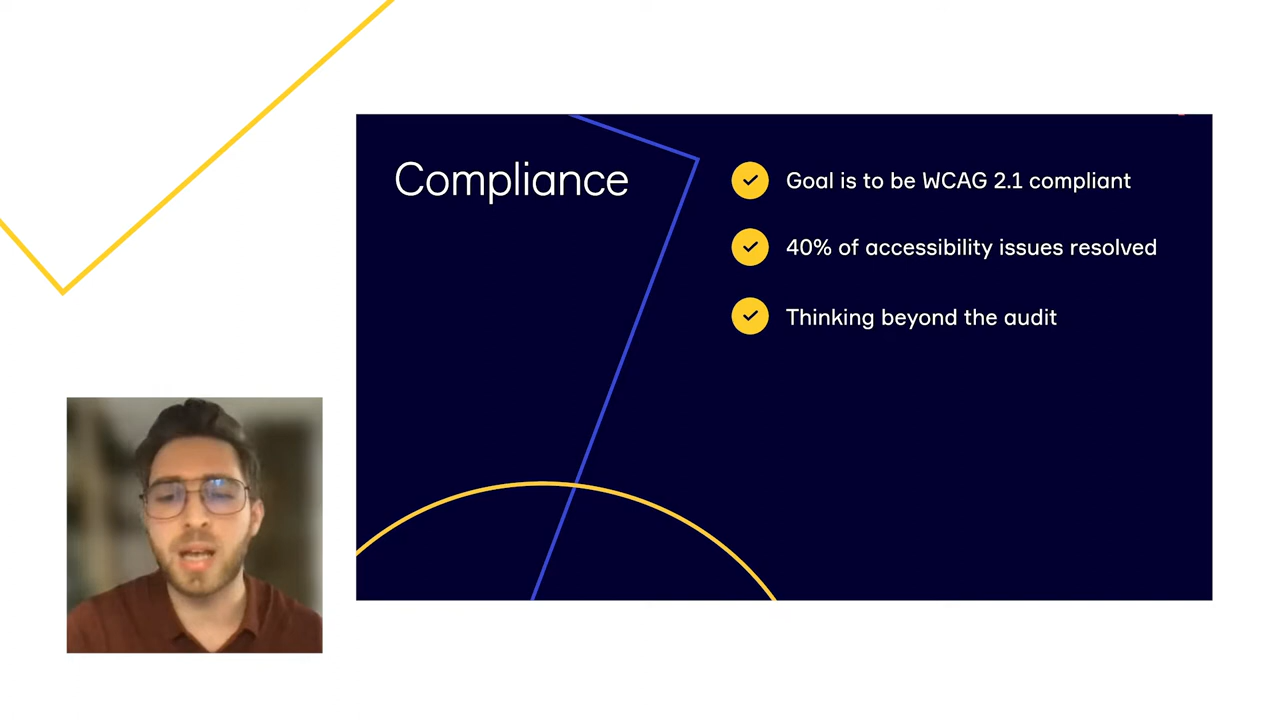 Compliance
Goal is to be WCAG 2.1 compliant
40% of accessibility issues resolved
Thinking beyond the audit